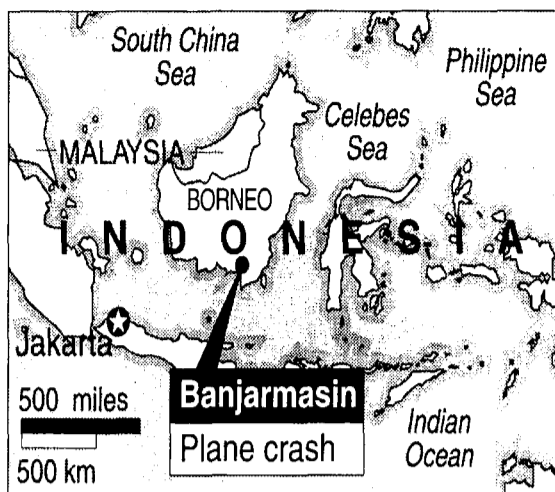 South China
Sea
Philippine
Sea
Celebes
Sea
MALAYSIA
BORNEO
INDONESIA
Jakarta
500 miles
500 km
Banjarmasin
Plane crash
Indian
Ocean